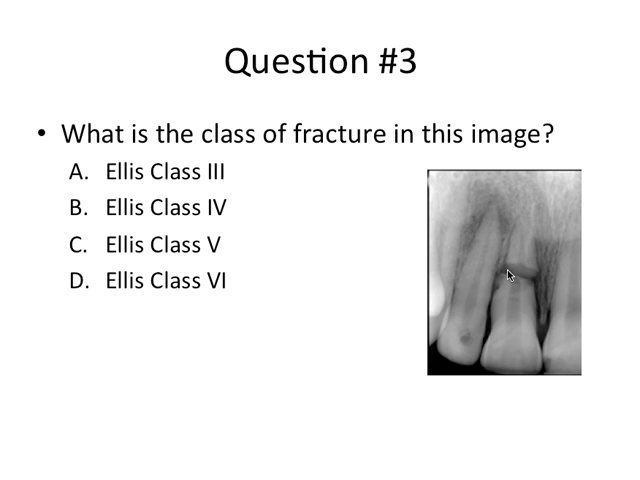 Question #3
• What is the class of fracture in this image?
A. Ellis Class III
B. Ellis Class IV
C. Ellis Class V
D. Ellis Class VI